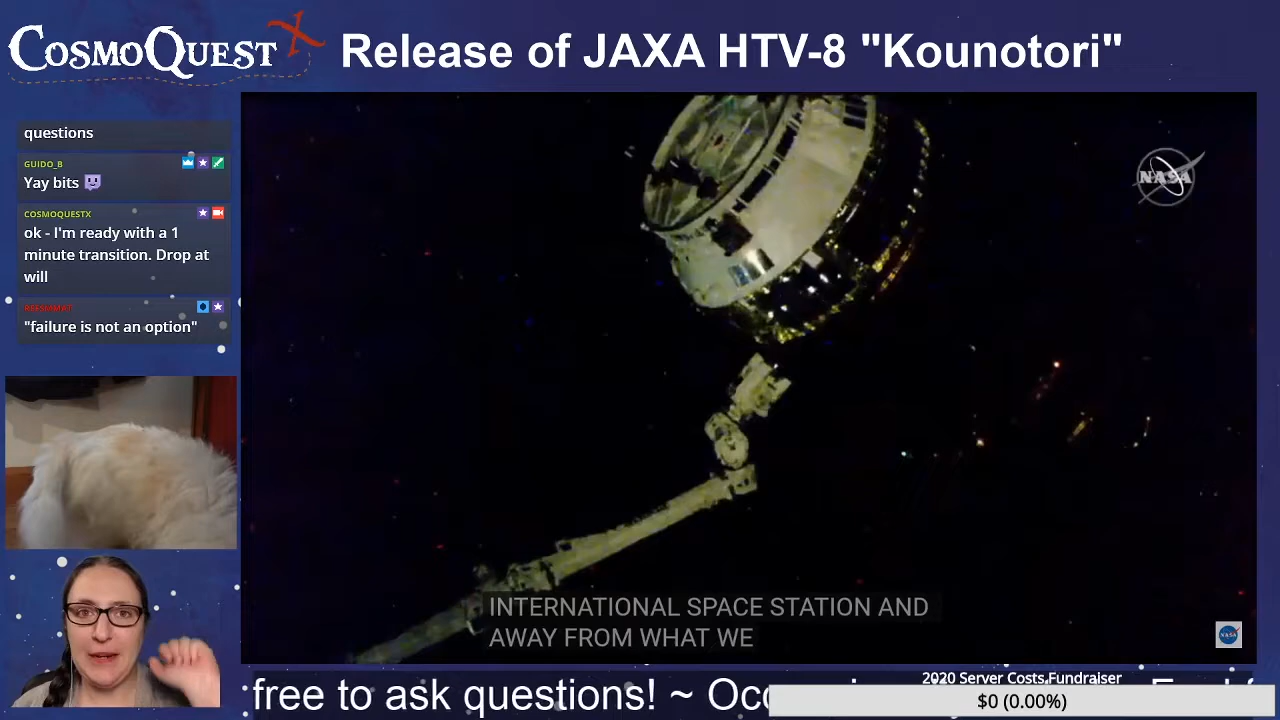 CosmoQuest X
Release of JAXA HTV-8 "Kounotori"
questions
GUIDO_B
Yay bits
COSMOQUESTX
ok - I'm ready with a 1
minute transition. Drop at
will
"failure is not an option"
NASA
INTERNATIONAL SPACE STATION AND
AWAY FROM WHAT WE
NASA
free to ask questions! ~
2020 Server Costs Fundraiser
$0 (0.00%)